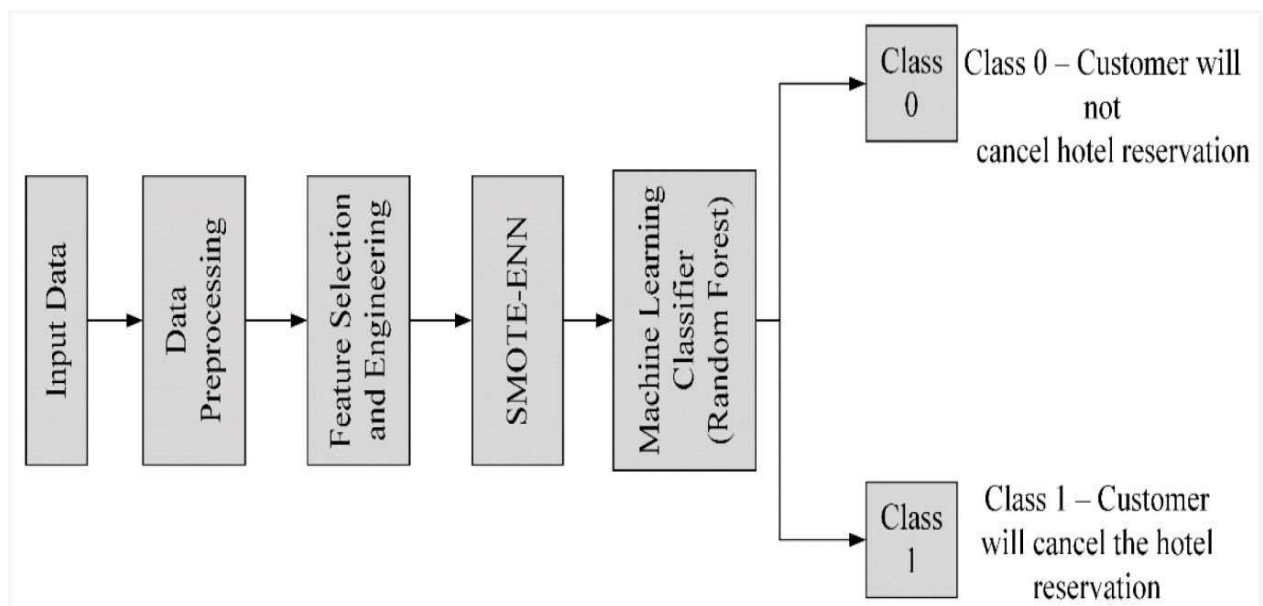 Input Data
Data
Preprocessing
Feature Selection
and Engineering
SMOTE-ENN
Machine Learning
Classifier
(Random Forest)
Class
0
Class 0 – Customer will
not
cancel hotel reservation
Class
1
Class 1 – Customer
will cancel the hotel
reservation